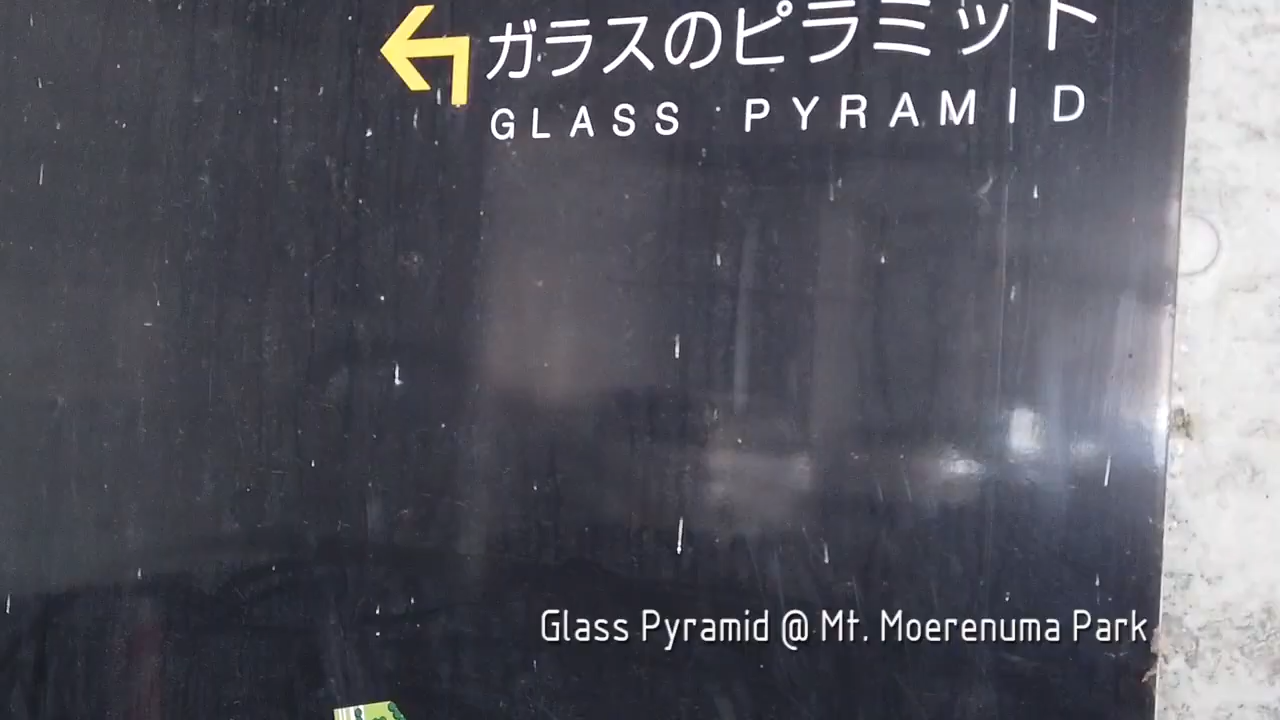 ガラスのピラミッド
GLASS PYRAMID
Glass Pyramid @ Mt. Moerenuma Park